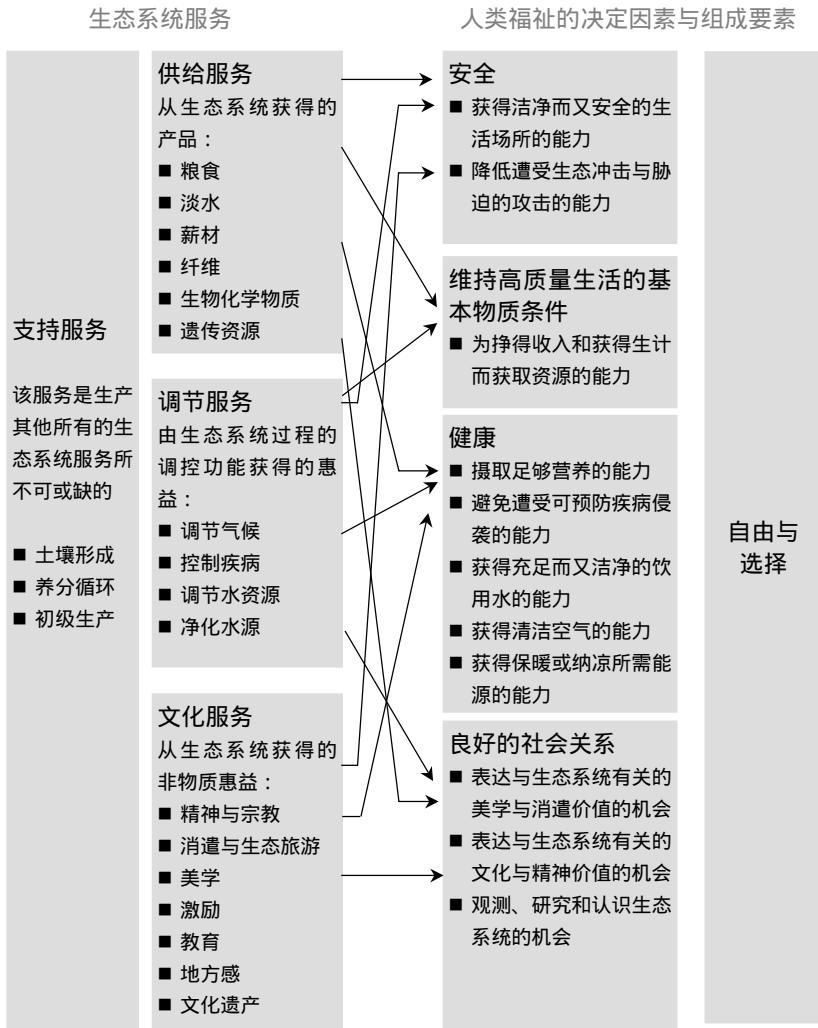 生态系统服务
人类福祉的决定因素与组成要素
支持服务
该服务是生产
其他所有的生
态系统服务所
不可或缺的
■ 土壤形成
■ 养分循环
■ 初级生产
供给服务
从生态系统获得的
产品：
■ 粮食
■ 淡水
■ 薪材
■ 纤维
■ 生物化学物质
■ 遗传资源
调节服务
由生态系统过程的
调控功能获得的惠
益：
■ 调节气候
■ 控制疾病
■ 调节水资源
■ 净化水源
文化服务
从生态系统获得的
非物质惠益：
■ 精神与宗教
■ 消遣与生态旅游
■ 美学
■ 激励
■ 教育
■ 地方感
■ 文化遗产
安全
■ 获得洁净而又安全的生
活场所的能力
■ 降低遭受生态冲击与胁
迫的攻击的能力
维持高质量生活的基
本物质条件
■ 为挣得收入和获得生计
而获取资源的能力
健康
■ 摄取足够营养的能力
■ 避免遭受可预防疾病侵
袭的能力
■ 获得充足而又洁净的饮
用水的能力
■ 获得清洁空气的能力
■ 获得保暖或纳凉所需能
源的能力
良好的社会关系
■ 表达与生态系统有关的
美学与消遣价值的机会
■ 表达与生态系统有关的
文化与精神价值的机会
■ 观测、研究和认识生态
系统的机会
自由与
选择